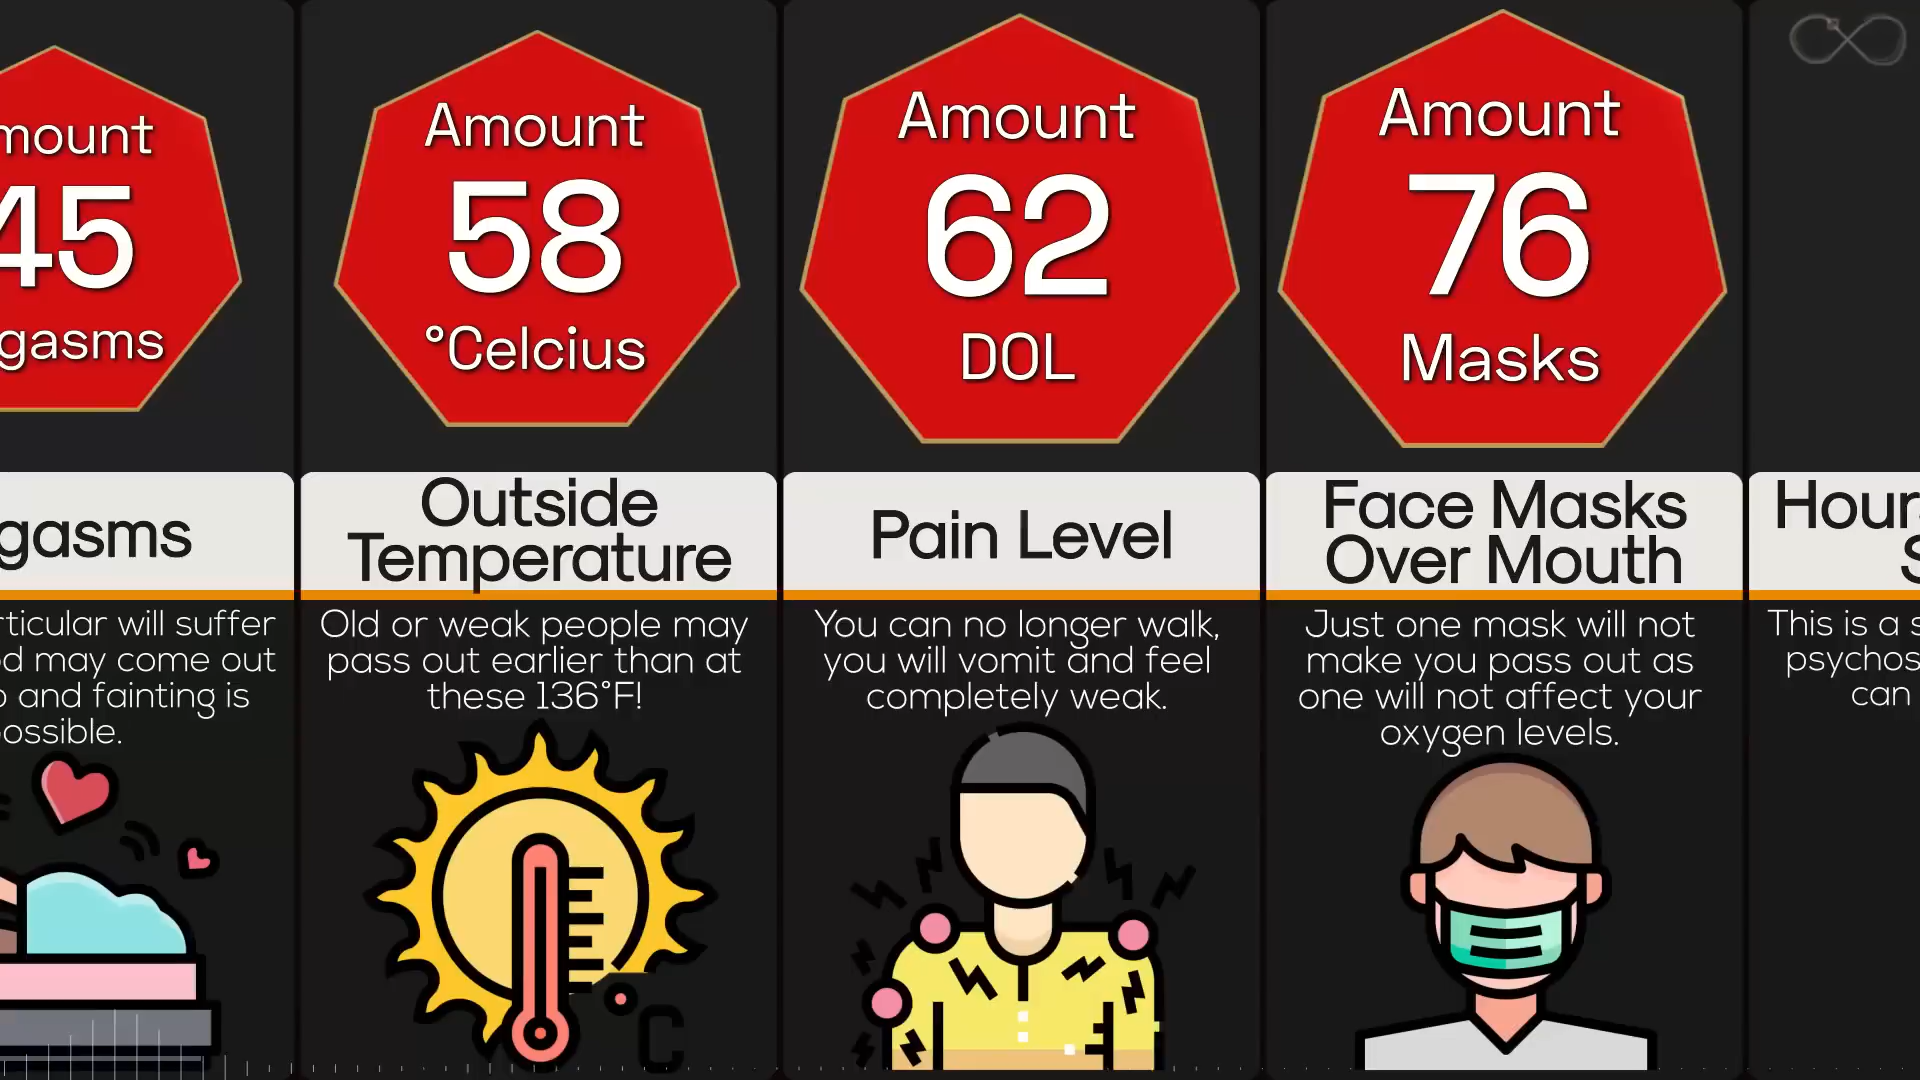 mount
45
gasms
gasms
rticular will suffer
d may come out
and fainting is
ossible.
Amount
58
°Celcius
Outside
Temperature
Old or weak people may
pass out earlier than at
these 136°F!
C
Amount
62
DOL
Pain Level
You can no longer walk,
you will vomit and feel
completely weak.
Amount
76
Masks
Face Masks
Over Mouth
Just one mask will not
make you pass out as
one will not affect your
oxygen levels.
Hour
This is a s
psychos
can